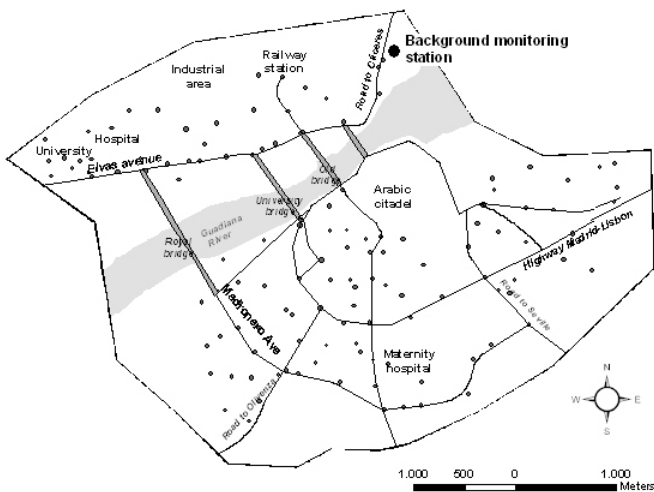 Background monitoring
station
Railway
station
Industrial
area
Road to Cáceres
Hospital
University
Elvas avenue
Old
bridge
Arabic
citadel
University
bridge
Guadiana
River
Royal
bridge
Highway Madrid-Lisbon
Road to Seville
Madronero Ave
Maternity
hospital
Road to Olivenza
N
W
E
S
1.000
500
0
1.000
Meters